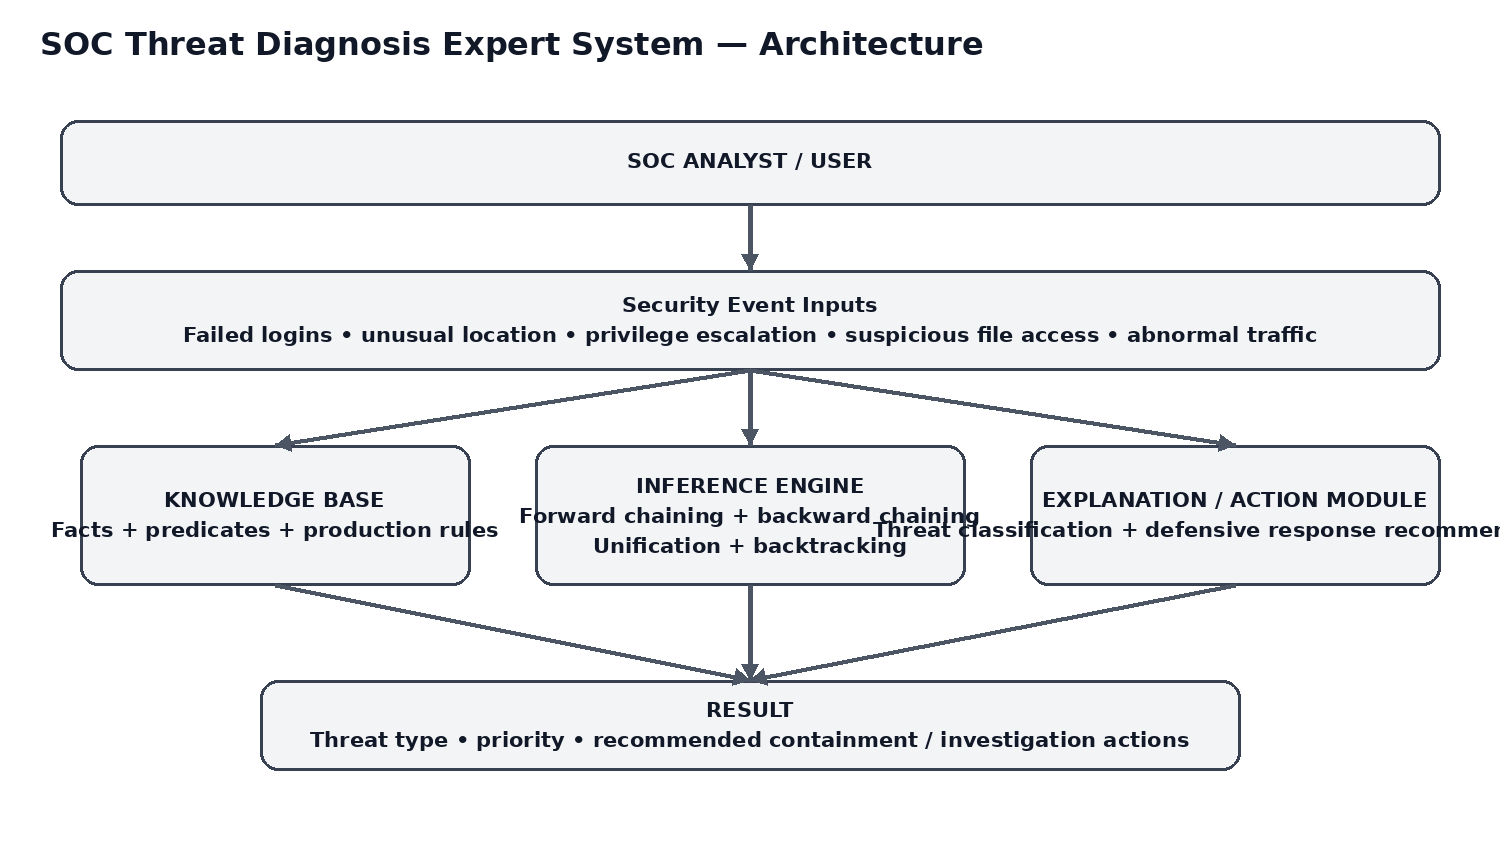 SOC Threat Diagnosis Expert System — Architecture
SOC ANALYST / USER
Security Event Inputs
Failed logins • unusual location • privilege escalation • suspicious file access • abnormal traffic
KNOWLEDGE BASE
Facts + predicates + production rules
INFERENCE ENGINE
Forward chaining + backward chaining
Unification + backtracking
EXPLANATION / ACTION MODULE
Threat classification + defensive response
RESULT
Threat type • priority • recommended containment / investigation actions